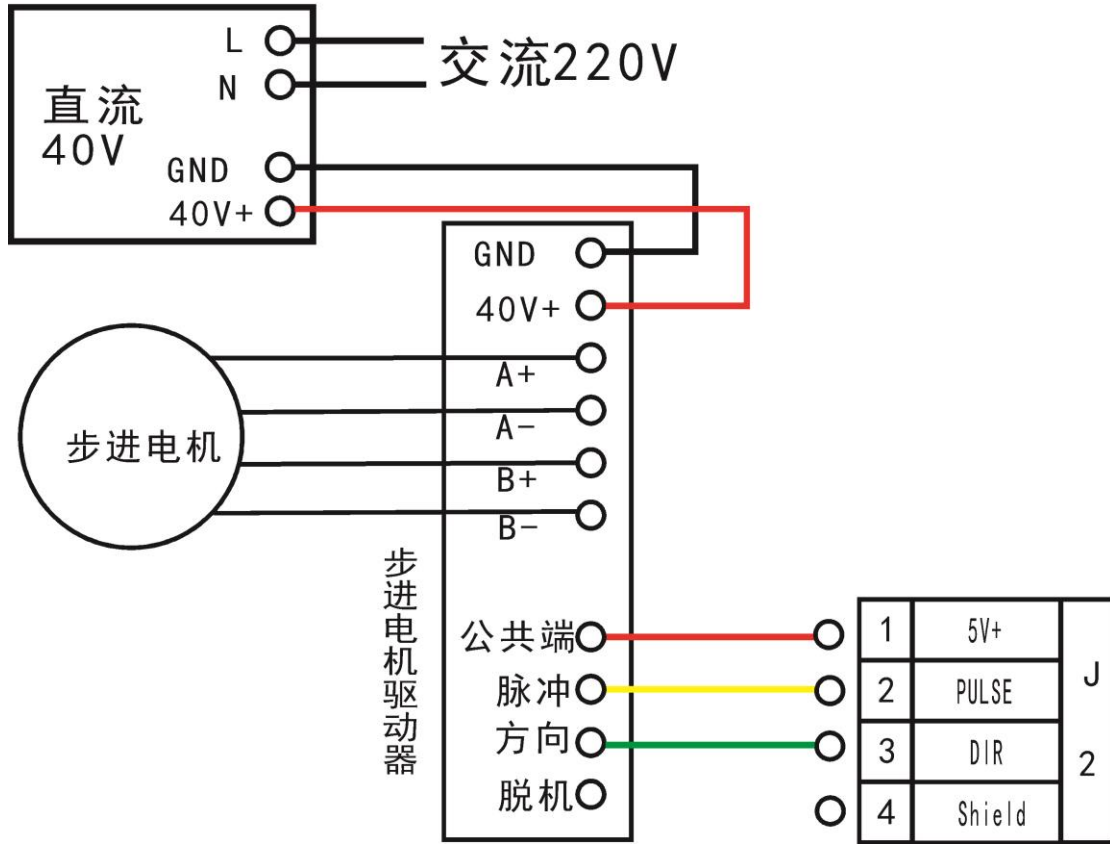 L
交流220V
N
直流
40V
GND
40V+
GND
40V+
A+
A-
步进电机
B+
B-
步进电机驱动器
公共端
脉冲
方向
脱机
1 5V+
2 PULSE
3 DIR
4 Shield
J
2